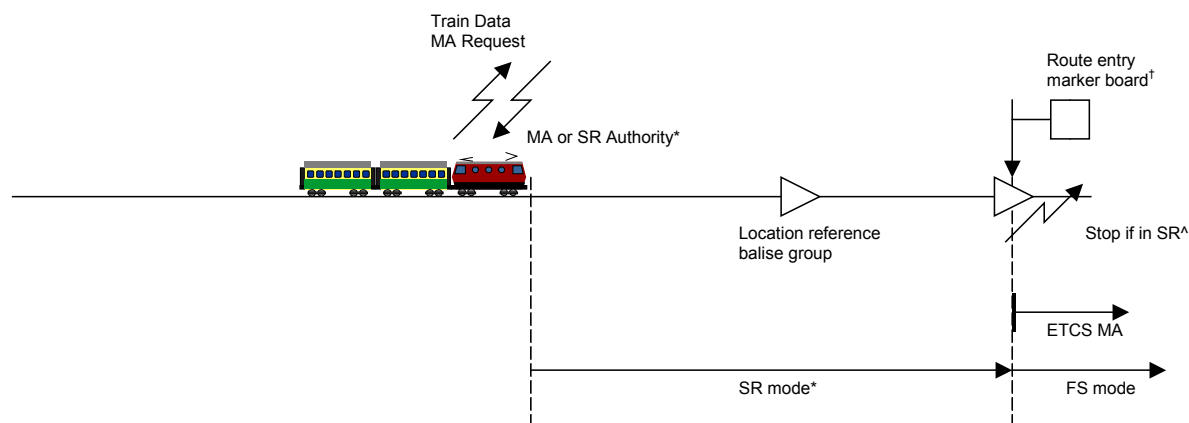 Train Data
MA Request
Route entry
marker board†
MA or SR Authority*
Location reference
balise group
Stop if in SR^
ETCS MA
SR mode*
FS mode